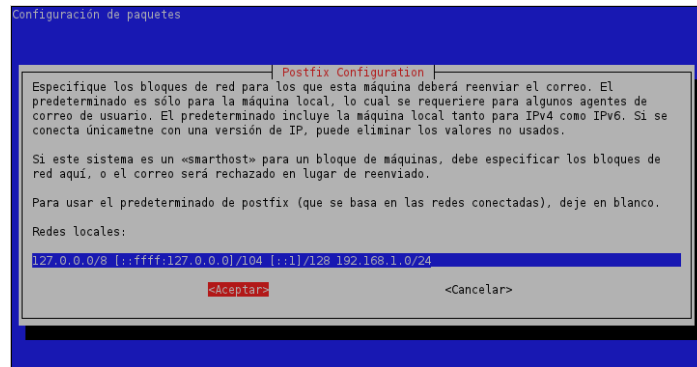 Configuración de paquetes
Postfix Configuration
Especifique los bloques de red para los que esta máquina deberá reenviar el correo. El
predeterminado es sólo para la máquina local, lo cual se requeriere para algunos agentes de
correo de usuario. El predeterminado incluye la máquina local tanto para IPv4 como IPv6. Si se
conecta únicametne con una versión de IP, puede eliminar los valores no usados.
Si este sistema es un «smarthost» para un bloque de máquinas, debe especificar los bloques de
red aquí, o el correo será rechazado en lugar de reenviado.
Para usar el predeterminado de postfix (que se basa en las redes conectadas), deje en blanco.
Redes locales:
127.0.0.0/8 [::ffff:127.0.0.0]/104 [::1]/128 192.168.1.0/24
<Aceptar> <Cancelar>